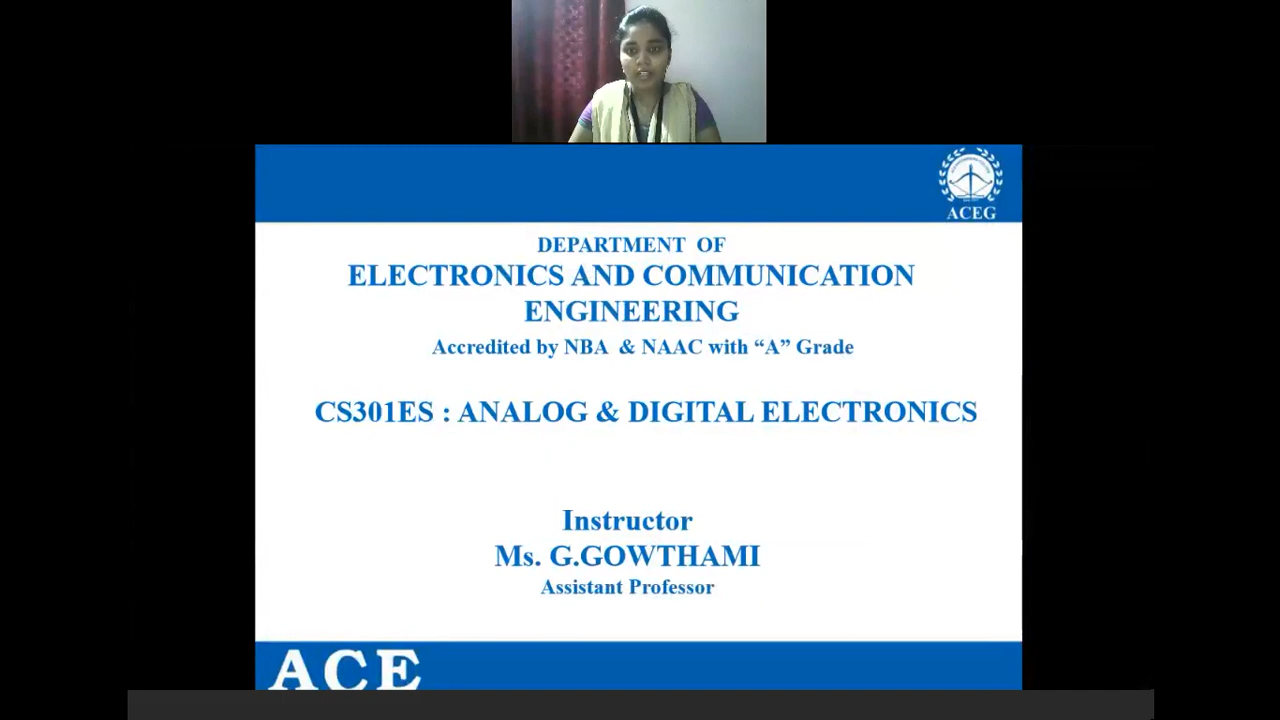 ACEG
DEPARTMENT OF
ELECTRONICS AND COMMUNICATION
ENGINEERING
Accredited by NBA & NAAC with “A” Grade
CS301ES : ANALOG & DIGITAL ELECTRONICS
Instructor
Ms. G.GOWTHAMI
Assistant Professor
ACE